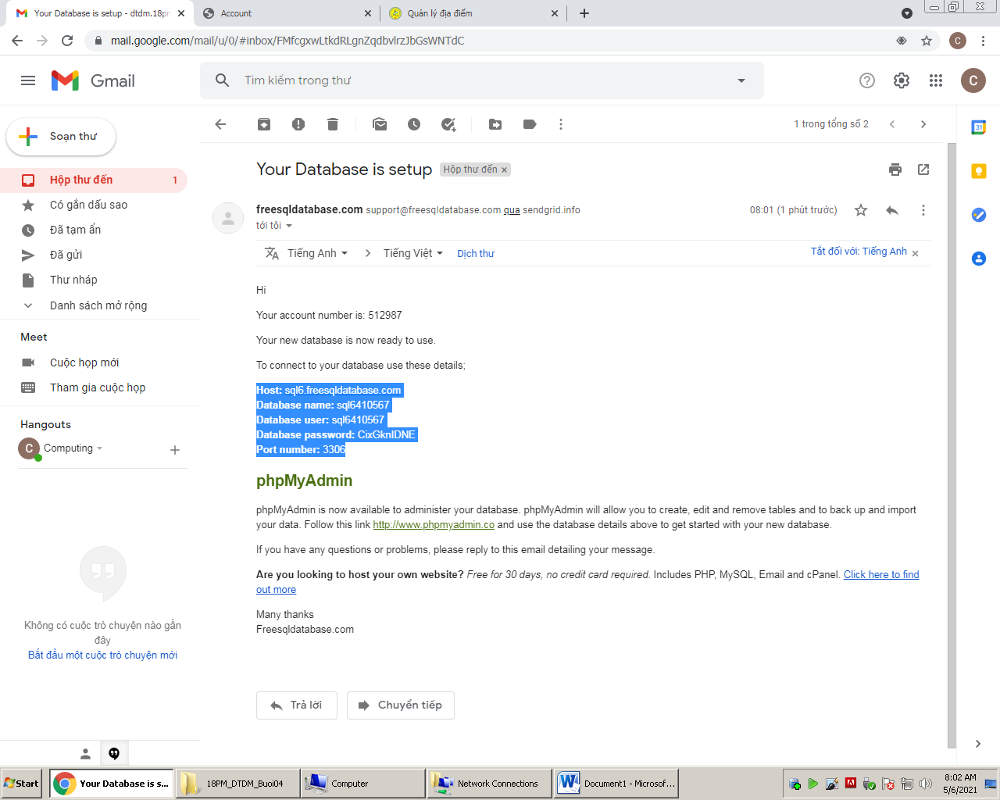 Your Database is setup - dtdm.18pr
Account
Quản lý địa điểm
mail.google.com/mail/u/0/#inbox/FMfcgxwLtkdRLgnZqdbvlrzJbGsWNTdC
C
Gmail
Tìm kiếm trong thư
C
Soạn thư
1 trong tổng số 2
31
Your Database is setup
Hộp thư đến ×
Hộp thư đến 1
Có gắn dấu sao
Đã tạm ẩn
Đã gửi
Thư nháp
Danh sách mở rộng
freesqldatabase.com support@freesqldatabase.com qua sendgrid.info
08:01 (1 phút trước)
tới tôi
Tiếng Anh
Tiếng Việt
Dịch thư
Tắt đối với: Tiếng Anh ×
Hi
Your account number is: 512987
Your new database is now ready to use.
To connect to your database use these details;
Host: sql6.freesqldatabase.com
Database name: sql6410567
Database user: sql6410567
Database password: CixGknIDNE
Port number: 3306
phpMyAdmin
phpMyAdmin is now available to administer your database. phpMyAdmin will allow you to create, edit and remove tables and to back up and import
your data. Follow this link http://www.phpmyadmin.co and use the database details above to get started with your new database.
If you have any questions or problems, please reply to this email detailing your message.
Are you looking to host your own website? Free for 30 days, no credit card required. Includes PHP, MySQL, Email and cPanel. Click here to find
out more
Many thanks
Freesqldatabase.com
Trả lời
Chuyển tiếp
Meet
Cuộc họp mới
Tham gia cuộc họp
Hangouts
C
Computing
Không có cuộc trò chuyện nào gần
đây
Bắt đầu một cuộc trò chuyện mới
Start
Your Database is s...
18PM_DTDM_Buoi04
Computer
Network Connections
Document1 - Microsof...
8:02 AM
5/6/2021